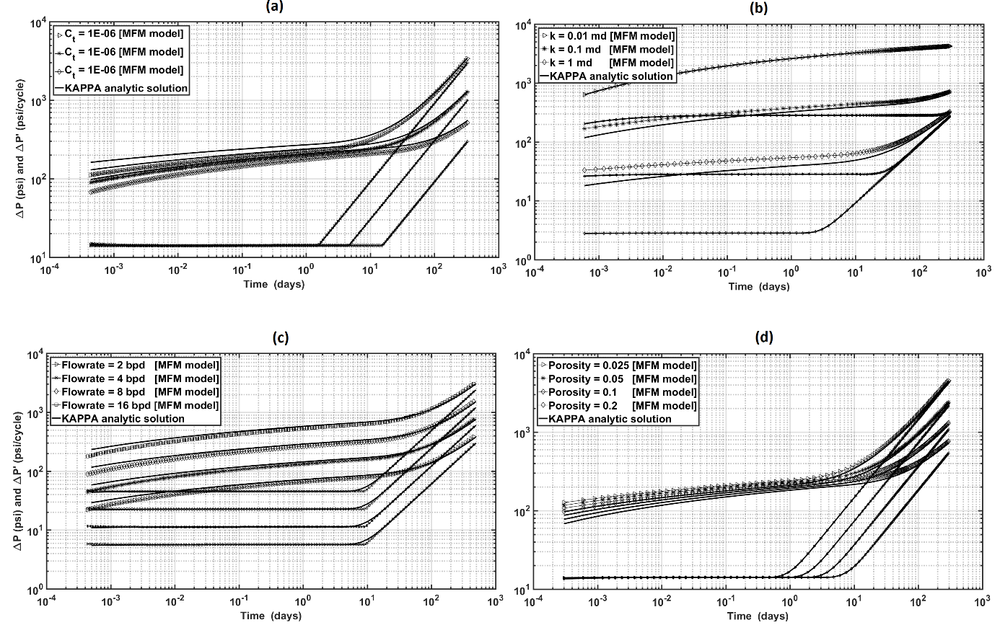 (a)
10^4
10^3
10^2
10^1
ΔP (psi) and ΔP' (psi/cycle)
C_t = 1E-06 [MFM model]
C_t = 1E-06 [MFM model]
C_t = 1E-06 [MFM model]
KAPPA analytic solution
10^-4 10^-3 10^-2 10^-1 10^0 10^1 10^2 10^3
Time (days)
(b)
10^4
10^3
10^2
10^1
10^0
k = 0.01 md [MFM model]
k = 0.1 md [MFM model]
k = 1 md [MFM model]
KAPPA analytic solution
10^-4 10^-3 10^-2 10^-1 10^0 10^1 10^2 10^3
Time (days)
(c)
10^4
10^3
10^2
10^1
10^0
ΔP (psi) and ΔP' (psi/cycle)
Flowrate = 2 bpd [MFM model]
Flowrate = 4 bpd [MFM model]
Flowrate = 8 bpd [MFM model]
Flowrate = 16 bpd [MFM model]
KAPPA analytic solution
10^-4 10^-3 10^-2 10^-1 10^0 10^1 10^2 10^3
Time (days)
(d)
10^4
10^3
10^2
10^1
Porosity = 0.025 [MFM model]
Porosity = 0.05 [MFM model]
Porosity = 0.1 [MFM model]
Porosity = 0.2 [MFM model]
KAPPA analytic solution
10^-4 10^-3 10^-2 10^-1 10^0 10^1 10^2 10^3
Time (days)